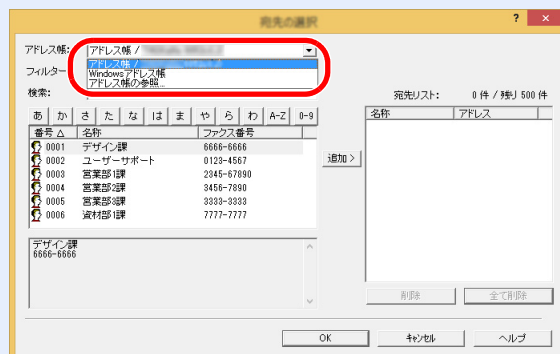 宛先の選択
? ×
アドレス帳: アドレス帳 /
アドレス帳 /
Windowsアドレス帳
アドレス帳の参照...
フィルター
検索:
宛先リスト: 0 件 / 残り 500 件
あ か さ た な は ま や ら わ A-Z 0-9
番号 △ 名称 ファクス番号
0001 デザイン課 6666-6666
0002 ユーザーサポート 0123-4567
0003 営業部1課 2345-67890
0004 営業部2課 3456-7890
0005 営業部3課 3333-3333
0006 資材部1課 7777-7777
追加 >
名称 アドレス
デザイン課
6666-6666
削除 全て削除
OK キャンセル ヘルプ